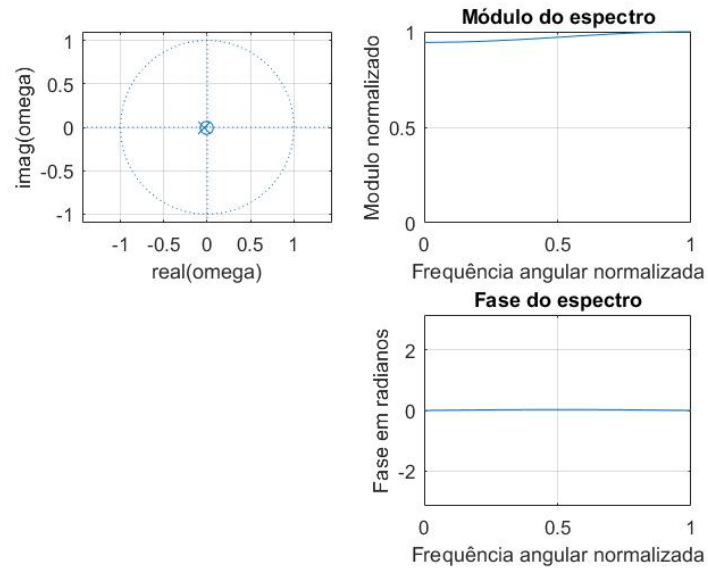 1
0.5
0
-0.5
-1
imag(omega)
-1 -0.5 0 0.5 1
real(omega)
Módulo do espectro
1
0.5
0
Modulo normalizado
0 0.5 1
Frequência angular normalizada
Fase do espectro
2
0
-2
Fase em radianos
0 0.5 1
Frequência angular normalizada